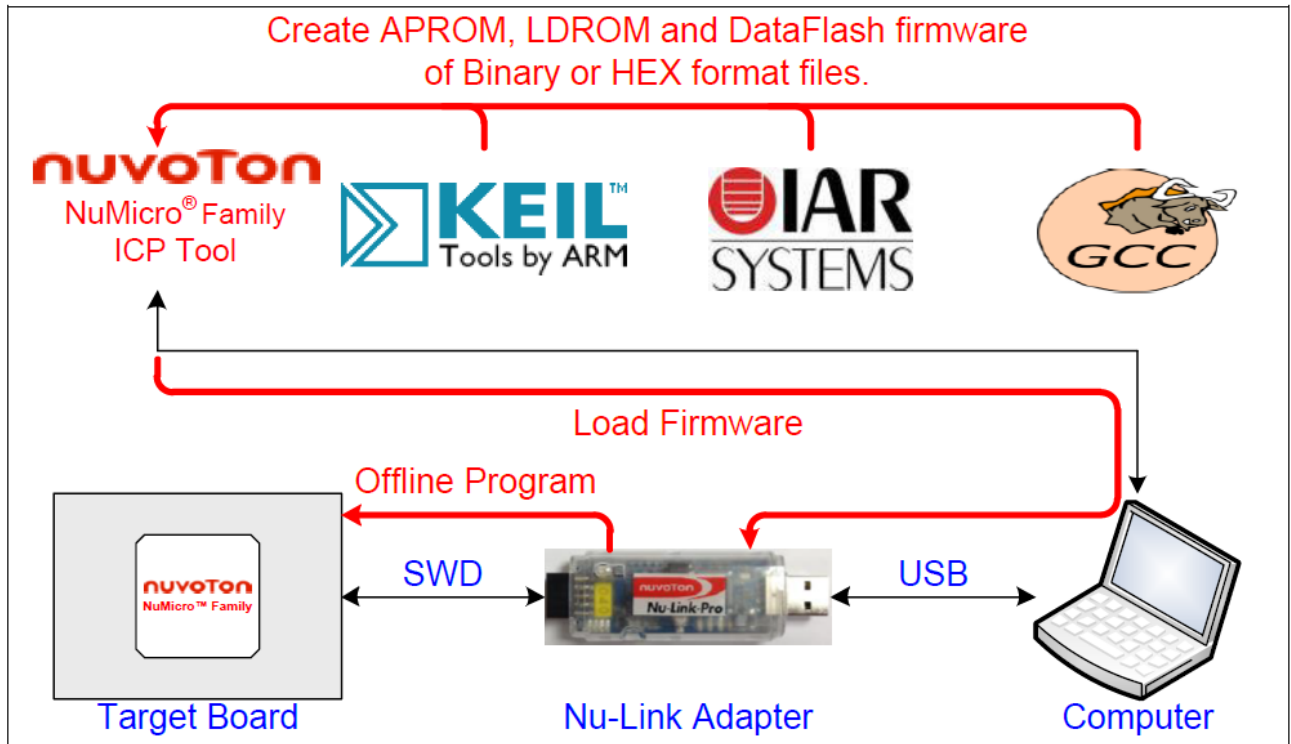 Create APROM, LDROM and DataFlash firmware
of Binary or HEX format files.
nuvoTon
NuMicro® Family
ICP Tool
KEIL™
Tools by ARM
IAR
SYSTEMS
GCC
Load Firmware
Offline Program
nuvoTon
NuMicro™ Family
SWD
nuvoTon
Nu-Link-Pro
USB
Target Board
Nu-Link Adapter
Computer